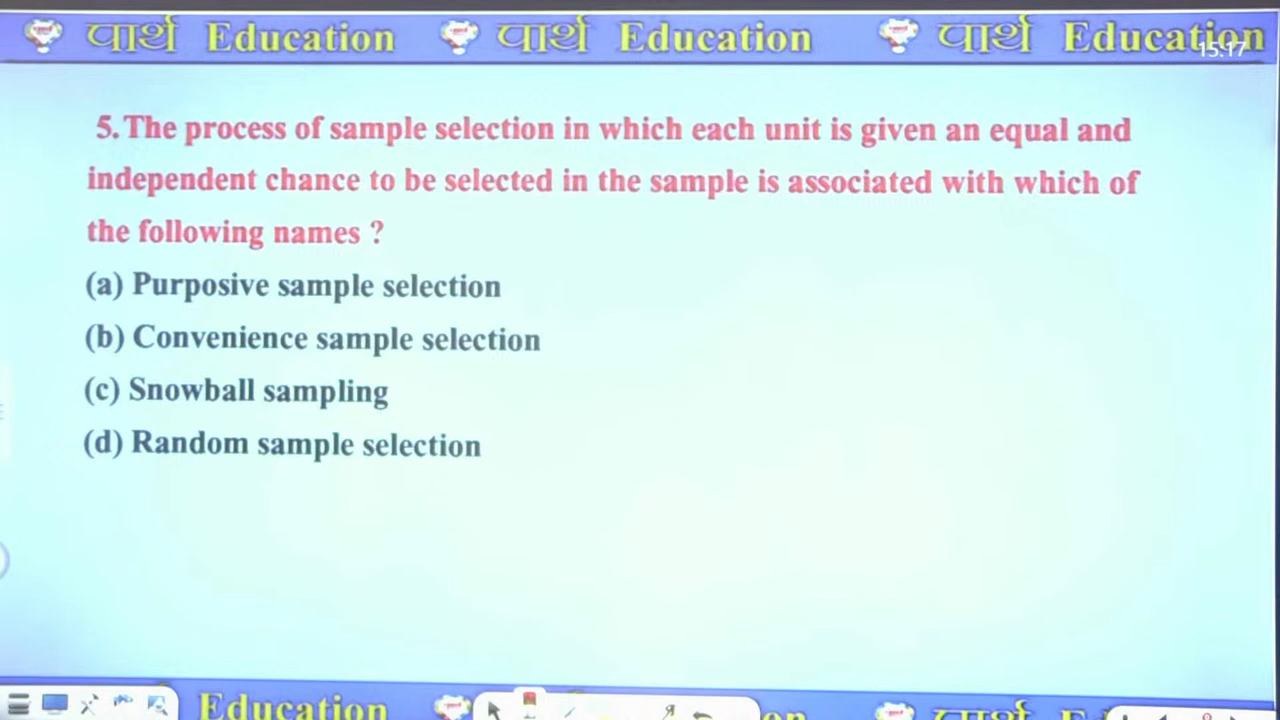 पार्थ Education पार्थ Education पार्थ Education
15:17
5. The process of sample selection in which each unit is given an equal and
independent chance to be selected in the sample is associated with which of
the following names ?
(a) Purposive sample selection
(b) Convenience sample selection
(c) Snowball sampling
(d) Random sample selection
Education